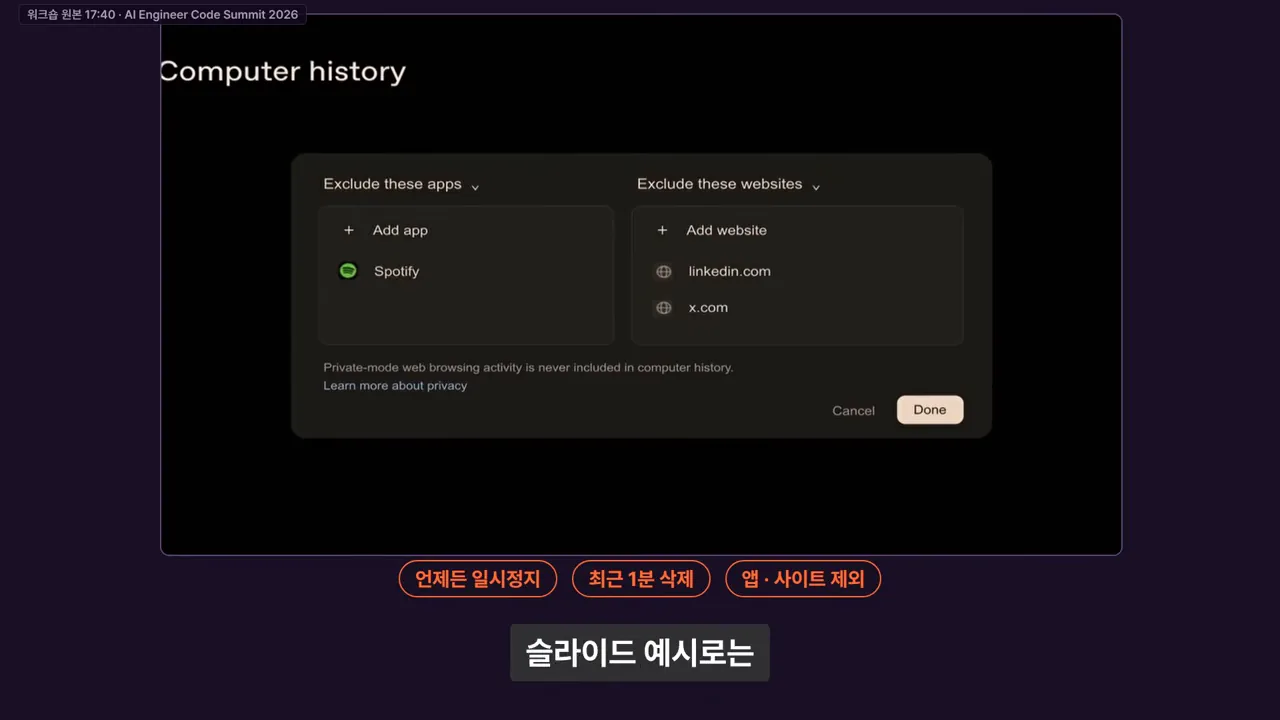 워크숍 원본 17:40 · AI Engineer Code Summit 2026
Computer history
Exclude these apps
Exclude these websites
+ Add app
+ Add website
Spotify
linkedin.com
x.com
Private-mode web browsing activity is never included in computer history.
Learn more about privacy
Cancel
Done
언제든 일시정지
최근 1분 삭제
앱 · 사이트 제외
슬라이드 예시로는